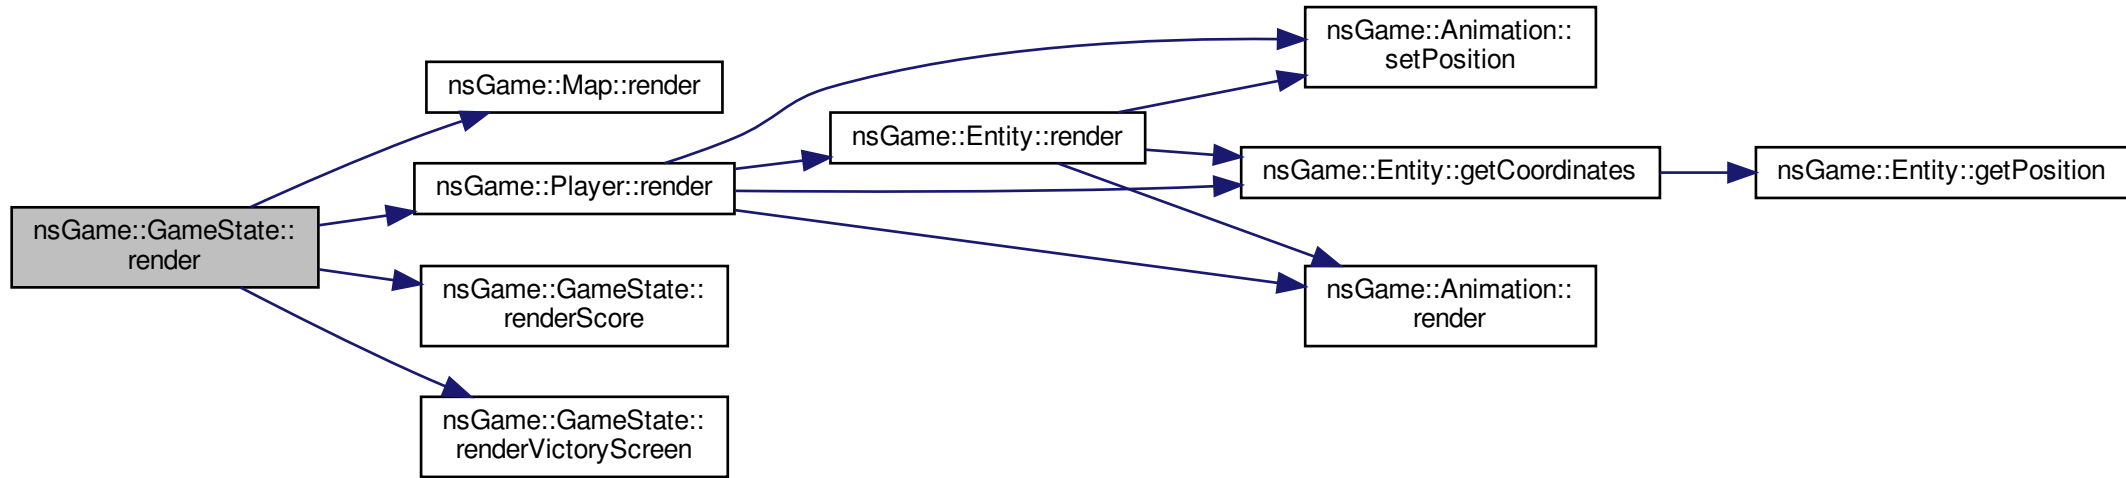 nsGame::GameState::
render
nsGame::Map::render
nsGame::Player::render
nsGame::GameState::
renderScore
nsGame::GameState::
renderVictoryScreen
nsGame::Entity::render
nsGame::Animation::
setPosition
nsGame::Entity::getCoordinates
nsGame::Animation::
render
nsGame::Entity::getPosition